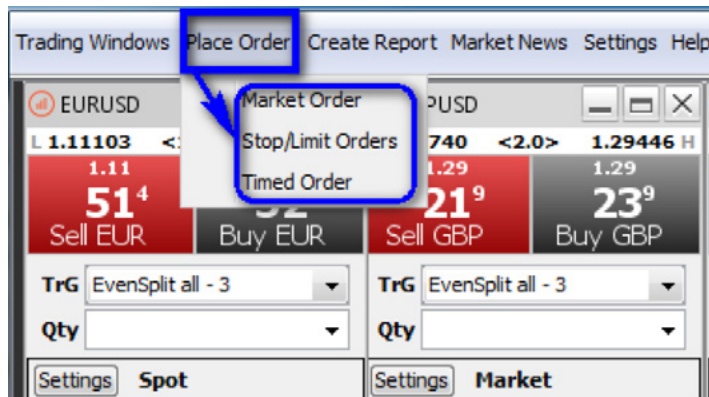 Trading Windows Place Order Create Report Market News Settings Help
EURUSD Market Order PUSD
L 1.11103 Stop/Limit Orders 740 <2.0> 1.29446 H
Timed Order
1.11 1.29 1.29
51⁴ 21⁹ 23⁹
Sell EUR Buy EUR Sell GBP Buy GBP
TrG EvenSplit all - 3 TrG EvenSplit all - 3
Qty Qty
Settings Spot Settings Market